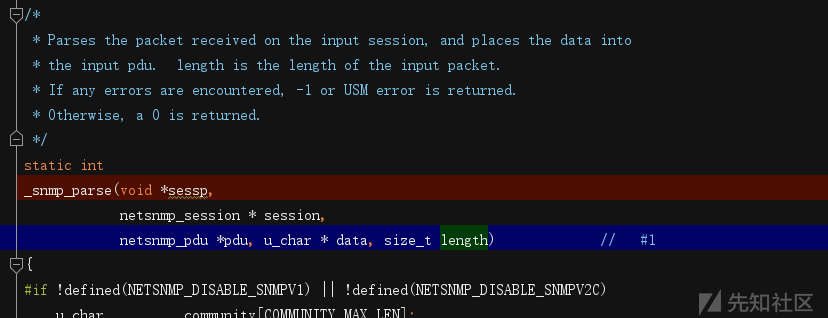 /*
 * Parses the packet received on the input session, and places the data into
 * the input pdu.  length is the length of the input packet.
 * If any errors are encountered, -1 or USM error is returned.
 * Otherwise, a 0 is returned.
 */
static int
_snmp_parse(void *sessp,
            netsnmp_session * session,
            netsnmp_pdu *pdu, u_char * data, size_t length)            //   #1
{
#if !defined(NETSNMP_DISABLE_SNMPV1) || !defined(NETSNMP_DISABLE_SNMPV2C)
    u_char          community[COMMUNITY_MAX_LEN];
先知社区